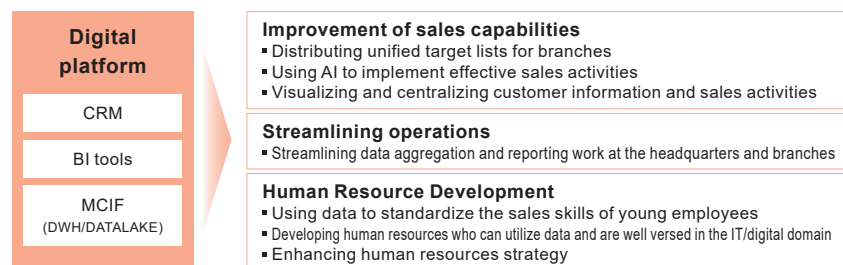 Digital
platform
CRM
BI tools
MCIF
(DWH/DATALAKE)
Improvement of sales capabilities
▪ Distributing unified target lists for branches
▪ Using AI to implement effective sales activities
▪ Visualizing and centralizing customer information and sales activities
Streamlining operations
▪ Streamlining data aggregation and reporting work at the headquarters and branches
Human Resource Development
▪ Using data to standardize the sales skills of young employees
▪ Developing human resources who can utilize data and are well versed in the IT/digital domain
▪ Enhancing human resources strategy